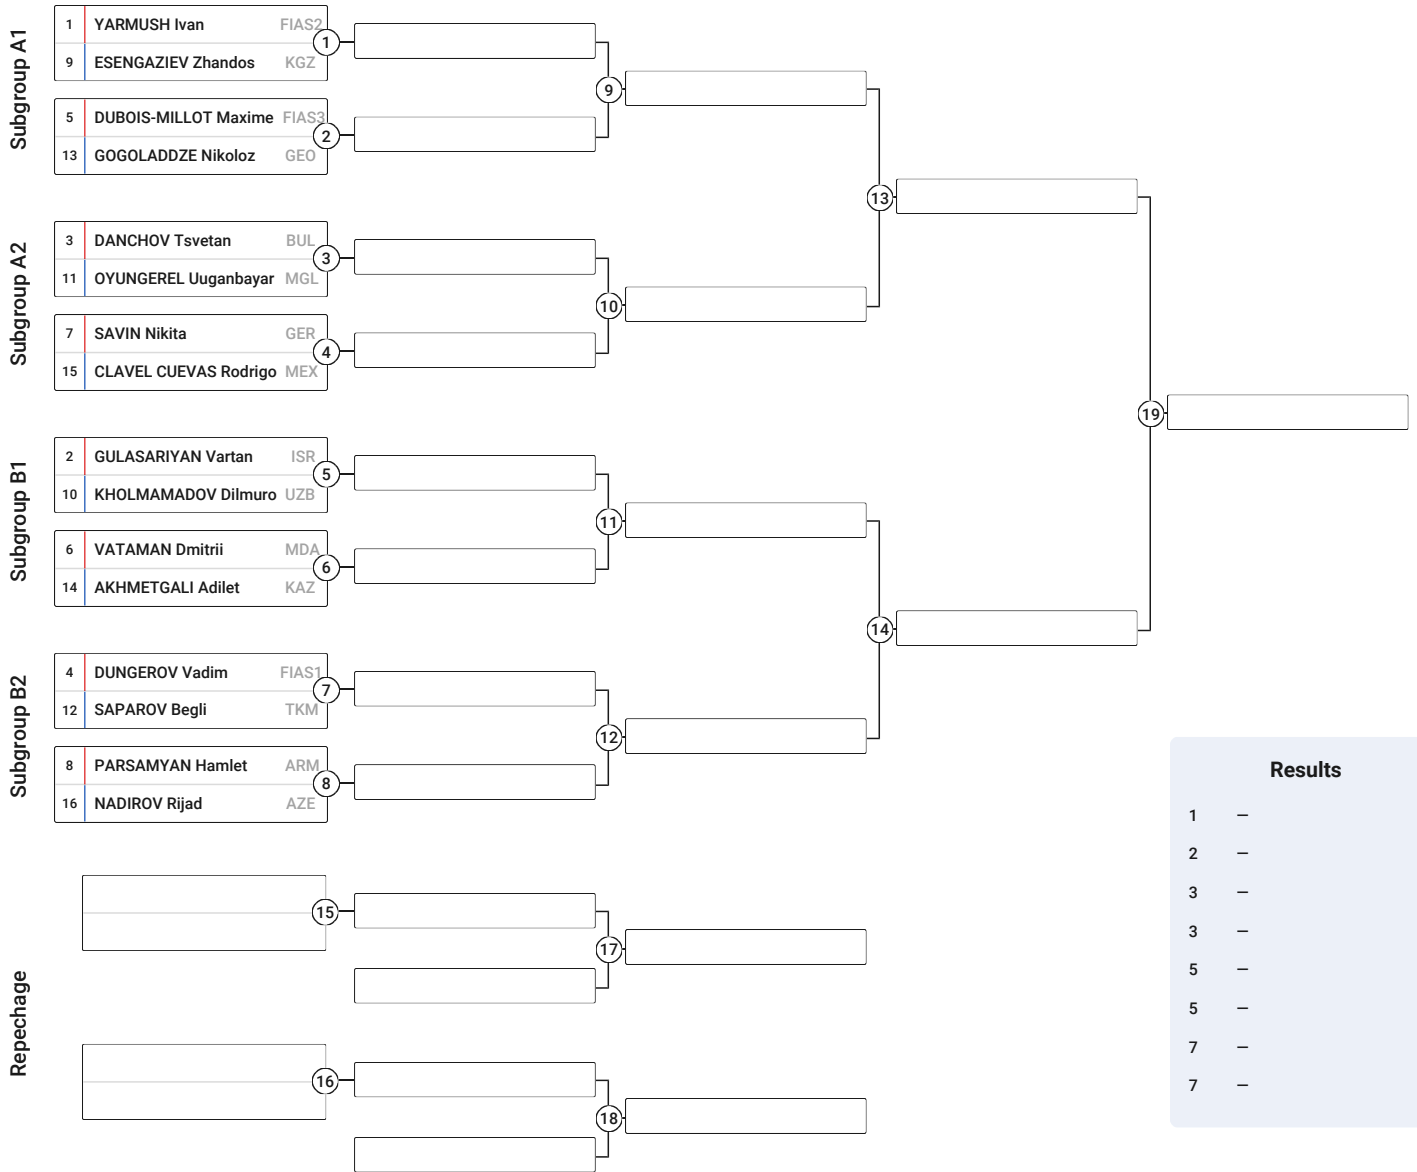 Subgroup A1
1 YARMUSH Ivan FIAS2
9 ESENGAZIEV Zhandos KGZ
1
5 DUBOIS-MILLOT Maxime FIAS3
13 GOGOLADDZE Nikoloz GEO
2
9
Subgroup A2
3 DANCHOV Tsvetan BUL
11 OYUNGEREL Uuganbayar MGL
3
7 SAVIN Nikita GER
15 CLAVEL CUEVAS Rodrigo MEX
4
10
13
Subgroup B1
2 GULASARIYAN Vartan ISR
10 KHOLMAMADOV Dilmuro UZB
5
6 VATAMAN Dmitrii MDA
14 AKHMETGALI Adilet KAZ
6
11
Subgroup B2
4 DUNGEROV Vadim FIAS1
12 SAPAROV Begli TKM
7
8 PARSAMYAN Hamlet ARM
16 NADIROV Rijad AZE
8
12
14
19
Repechage
15
17
16
18
Results
1 –
2 –
3 –
3 –
5 –
5 –
7 –
7 –